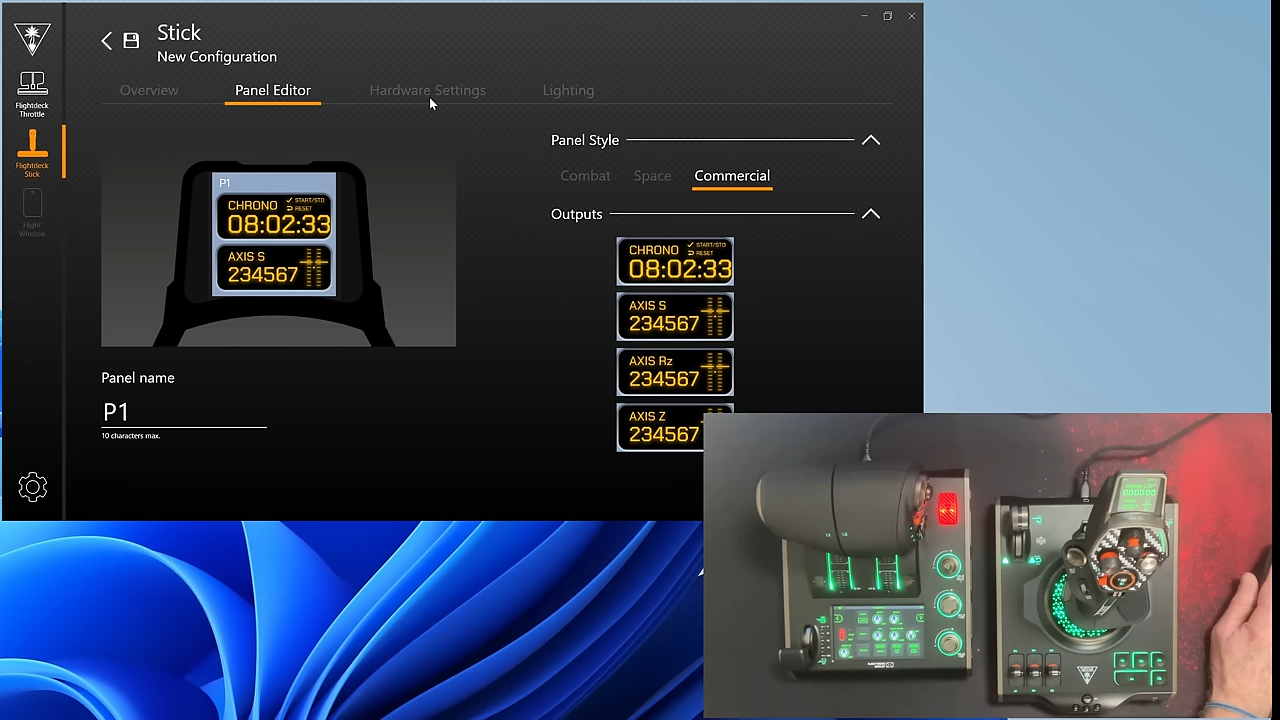 Stick
New Configuration
Overview
Panel Editor
Hardware Settings
Lighting
Flightdeck
Throttle
Flightdeck
Stick
Flight
Window
P1
CHRONO
START/STO
RESET
08:02:33
AXIS S
234567
Panel name
P1
10 characters max.
Panel Style
Combat
Space
Commercial
Outputs
CHRONO
START/STO
RESET
08:02:33
AXIS S
234567
AXIS Rz
234567
AXIS Z
234567